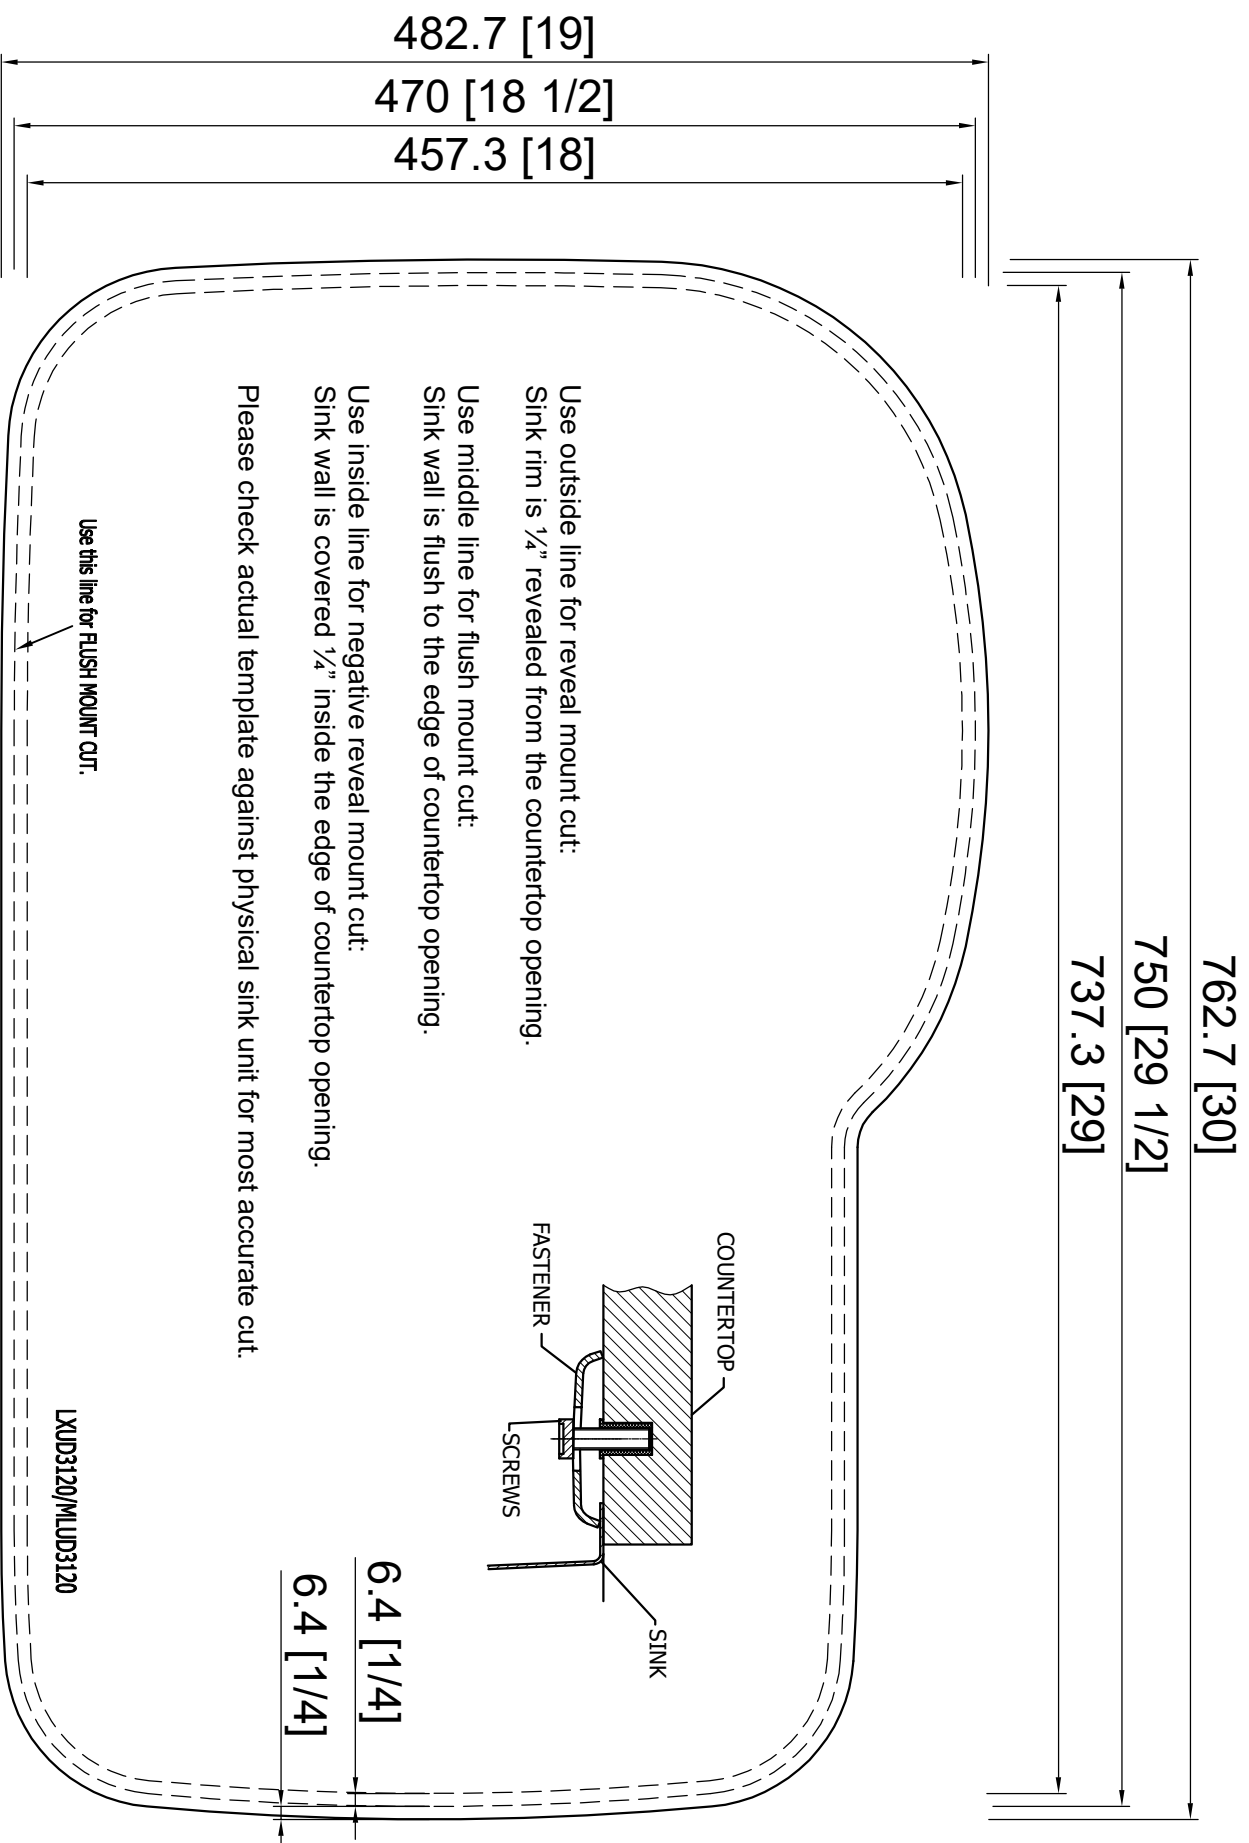 482.7 [19]
470 [18 1/2]
457.3 [18]
762.7 [30]
750 [29 1/2]
737.3 [29]
Use outside line for reveal mount cut:
Sink rim is ¼” revealed from the countertop opening.
Use middle line for flush mount cut:
Sink wall is flush to the edge of countertop opening.
Use inside line for negative reveal mount cut:
Sink wall is covered ¼” inside the edge of countertop opening.
Please check actual template against physical sink unit for most accurate cut.
Use this line for FLUSH MOUNT CUT.
COUNTERTOP
FASTENER
SCREWS
SINK
6.4 [1/4]
6.4 [1/4]
LXUD3120/MLUD3120